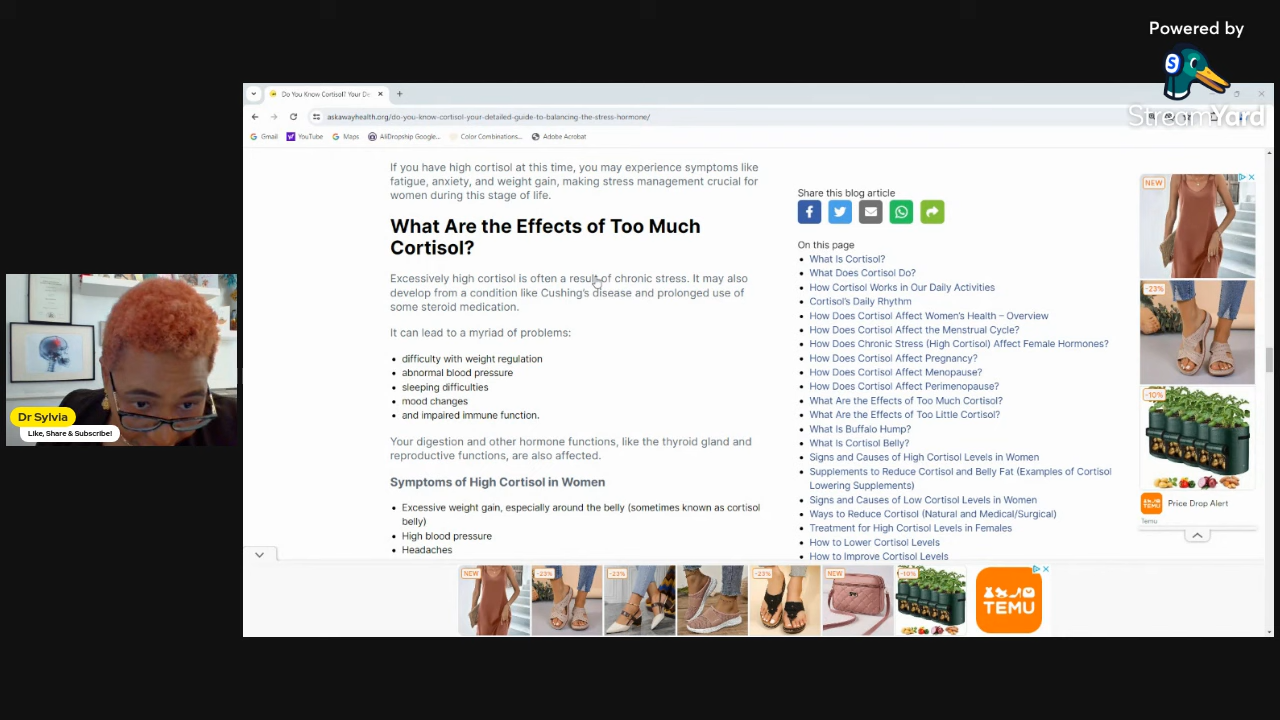 Powered by
S
StreamYard
Do You Know Cortisol? Your De
askawayhealth.org/do-you-know-cortisol-your-detailed-guide-to-balancing-the-stress-hormone/
Gmail
YouTube
Maps
AliDropship Google...
Color Combinations...
Adobe Acrobat
If you have high cortisol at this time, you may experience symptoms like
fatigue, anxiety, and weight gain, making stress management crucial for
women during this stage of life.
What Are the Effects of Too Much
Cortisol?
Excessively high cortisol is often a result of chronic stress. It may also
develop from a condition like Cushing's disease and prolonged use of
some steroid medication.
It can lead to a myriad of problems:
• difficulty with weight regulation
• abnormal blood pressure
• sleeping difficulties
• mood changes
• and impaired immune function.
Your digestion and other hormone functions, like the thyroid gland and
reproductive functions, are also affected.
Symptoms of High Cortisol in Women
• Excessive weight gain, especially around the belly (sometimes known as cortisol
belly)
• High blood pressure
• Headaches
Share this blog article
On this page
• What Is Cortisol?
• What Does Cortisol Do?
• How Cortisol Works in Our Daily Activities
• Cortisol's Daily Rhythm
• How Does Cortisol Affect Women's Health – Overview
• How Does Cortisol Affect the Menstrual Cycle?
• How Does Chronic Stress (High Cortisol) Affect Female Hormones?
• How Does Cortisol Affect Pregnancy?
• How Does Cortisol Affect Menopause?
• How Does Cortisol Affect Perimenopause?
• What Are the Effects of Too Much Cortisol?
• What Are the Effects of Too Little Cortisol?
• What Is Buffalo Hump?
• What Is Cortisol Belly?
• Signs and Causes of High Cortisol Levels in Women
• Supplements to Reduce Cortisol and Belly Fat (Examples of Cortisol
Lowering Supplements)
• Signs and Causes of Low Cortisol Levels in Women
• Ways to Reduce Cortisol (Natural and Medical/Surgical)
• Treatment for High Cortisol Levels in Females
• How to Lower Cortisol Levels
• How to Improve Cortisol Levels
NEW
-23%
-10%
Price Drop Alert
Temu
Dr Sylvia
Like, Share & Subscribe!
NEW
-23%
-23%
-23%
NEW
-10%
TEMU